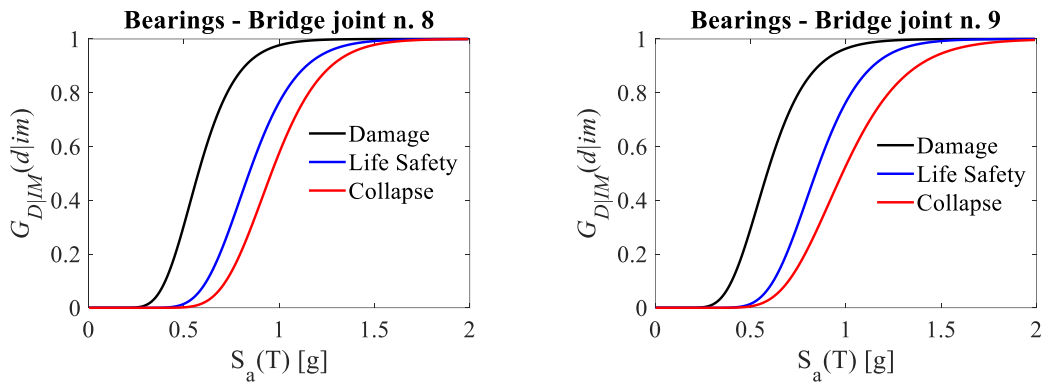 Bearings - Bridge joint n. 8
1
0.8
0.6
0.4
0.2
0
G_{D|IM}(d|im)
Damage
Life Safety
Collapse
0 0.5 1 1.5 2
S_a(T) [g]
Bearings - Bridge joint n. 9
1
0.8
0.6
0.4
0.2
0
G_{D|IM}(d|im)
Damage
Life Safety
Collapse
0 0.5 1 1.5 2
S_a(T) [g]